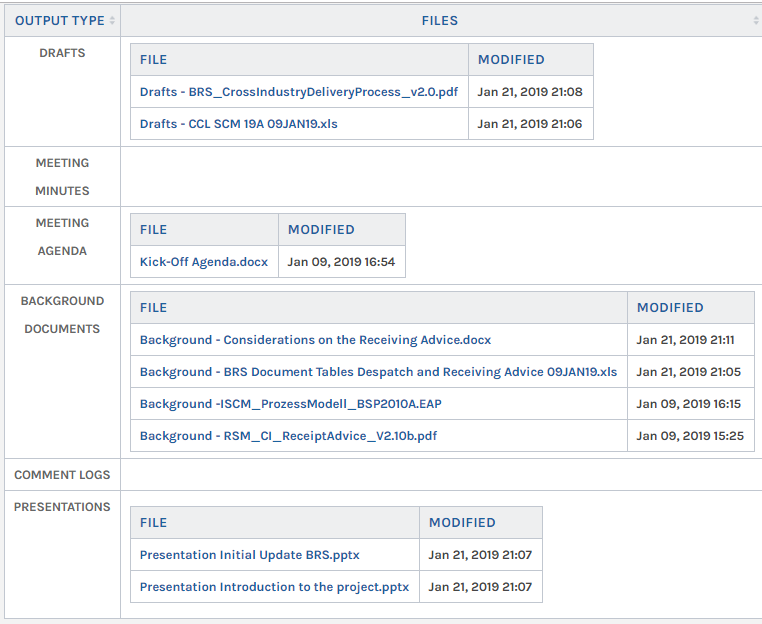 OUTPUT TYPE FILES
DRAFTS
FILE MODIFIED
Drafts - BRS_CrossIndustryDeliveryProcess_v2.0.pdf Jan 21, 2019 21:08
Drafts - CCL SCM 19A 09JAN19.xls Jan 21, 2019 21:06
MEETING
MINUTES
MEETING
AGENDA
FILE MODIFIED
Kick-Off Agenda.docx Jan 09, 2019 16:54
BACKGROUND
DOCUMENTS
FILE MODIFIED
Background - Considerations on the Receiving Advice.docx Jan 21, 2019 21:11
Background - BRS Document Tables Despatch and Receiving Advice 09JAN19.xls Jan 21, 2019 21:05
Background -ISCM_ProzessModell_BSP2010A.EAP Jan 09, 2019 16:15
Background - RSM_CI_ReceiptAdvice_V2.10b.pdf Jan 09, 2019 15:25
COMMENT LOGS
PRESENTATIONS
FILE MODIFIED
Presentation Initial Update BRS.pptx Jan 21, 2019 21:07
Presentation Introduction to the project.pptx Jan 21, 2019 21:07